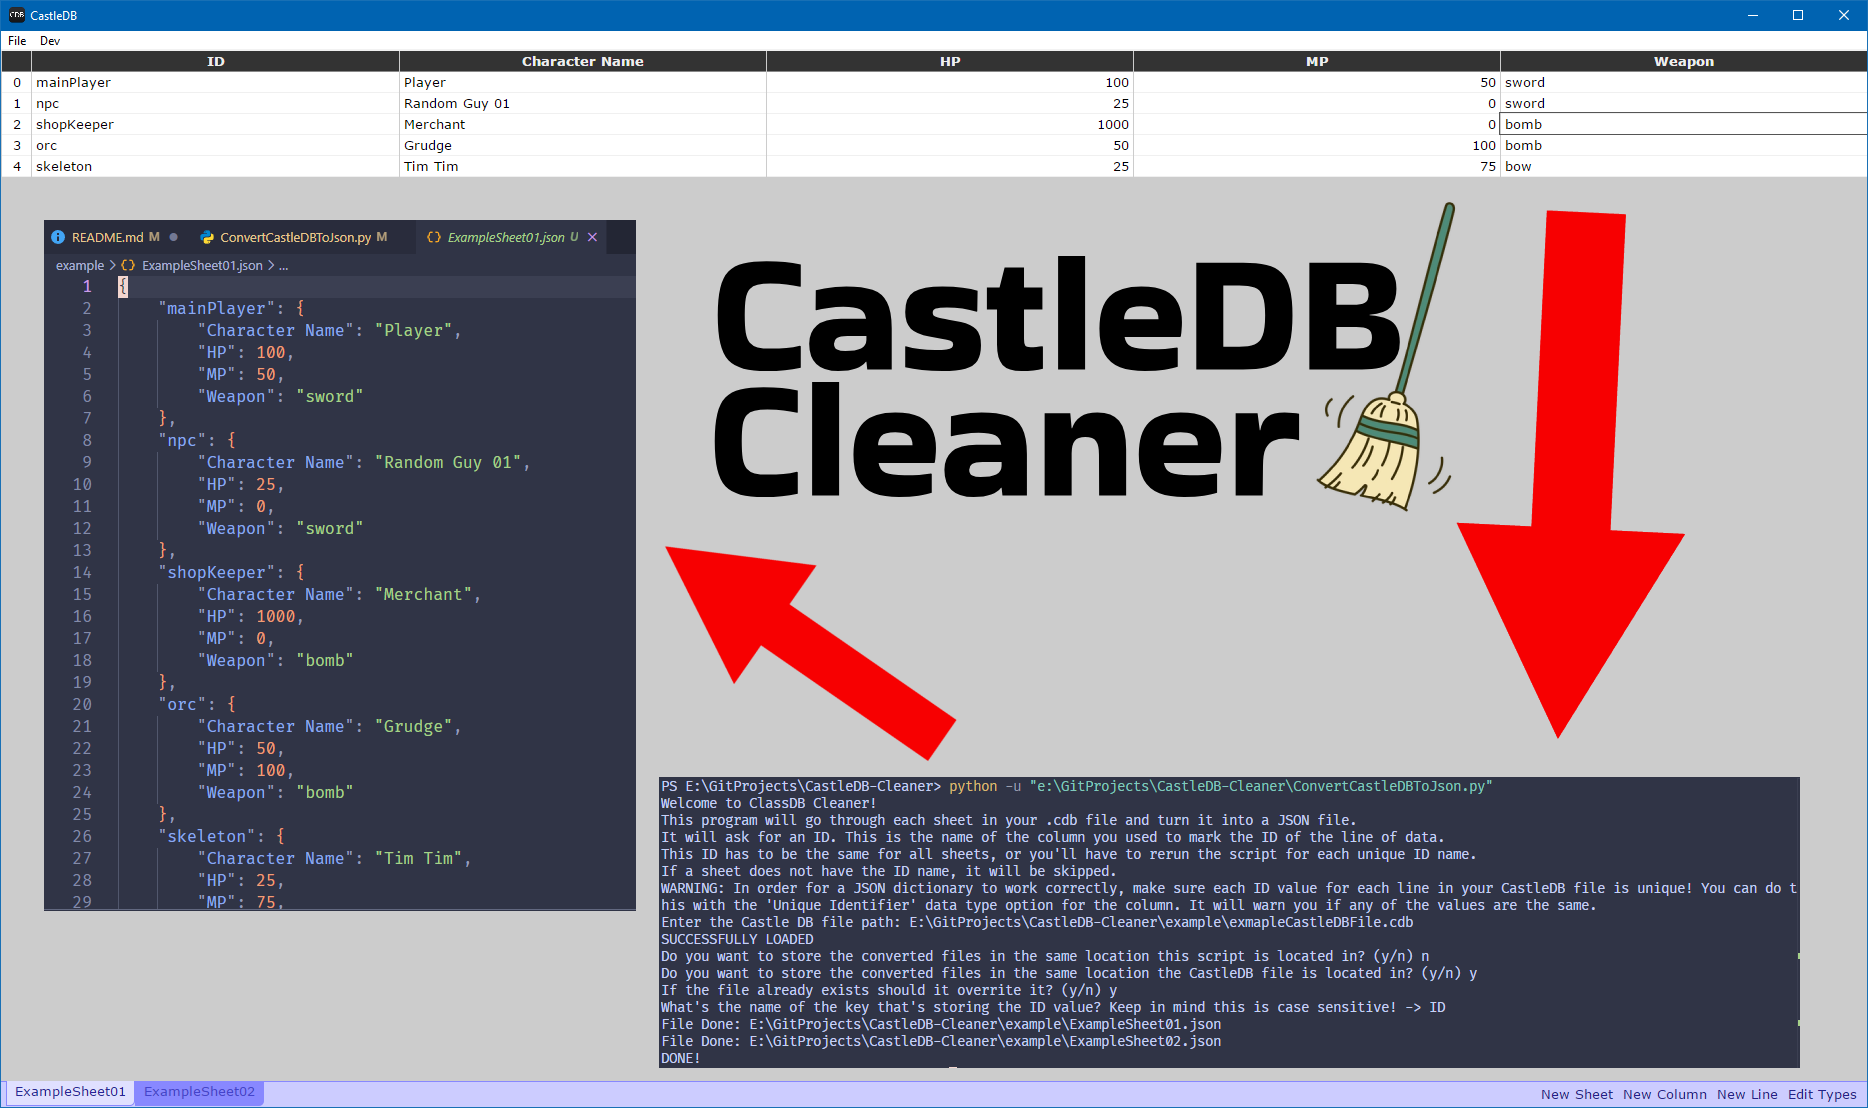 CDB CastleDB
File Dev
ID Character Name HP MP Weapon
0 mainPlayer Player 100 50 sword
1 npc Random Guy 01 25 0 sword
2 shopKeeper Merchant 1000 0 bomb
3 orc Grudge 50 100 bomb
4 skeleton Tim Tim 25 75 bow
README.md M ConvertCastleDBToJson.py M {} ExampleSheet01.json U
example > {} ExampleSheet01.json > ...
1 {
2 "mainPlayer": {
3 "Character Name": "Player",
4 "HP": 100,
5 "MP": 50,
6 "Weapon": "sword"
7 },
8 "npc": {
9 "Character Name": "Random Guy 01",
10 "HP": 25,
11 "MP": 0,
12 "Weapon": "sword"
13 },
14 "shopKeeper": {
15 "Character Name": "Merchant",
16 "HP": 1000,
17 "MP": 0,
18 "Weapon": "bomb"
19 },
20 "orc": {
21 "Character Name": "Grudge",
22 "HP": 50,
23 "MP": 100,
24 "Weapon": "bomb"
25 },
26 "skeleton": {
27 "Character Name": "Tim Tim",
28 "HP": 25,
29 "MP": 75,
CastleDB
Cleaner
PS E:\GitProjects\CastleDB-Cleaner> python -u "e:\GitProjects\CastleDB-Cleaner\ConvertCastleDBToJson.py"
Welcome to ClassDB Cleaner!
This program will go through each sheet in your .cdb file and turn it into a JSON file.
It will ask for an ID. This is the name of the column you used to mark the ID of the line of data.
This ID has to be the same for all sheets, or you'll have to rerun the script for each unique ID name.
If a sheet does not have the ID name, it will be skipped.
WARNING: In order for a JSON dictionary to work correctly, make sure each ID value for each line in your CastleDB file is unique! You can do t
his with the 'Unique Identifier' data type option for the column. It will warn you if any of the values are the same.
Enter the Castle DB file path: E:\GitProjects\CastleDB-Cleaner\example\exmapleCastleDBFile.cdb
SUCCESSFULLY LOADED
Do you want to store the converted files in the same location this script is located in? (y/n) n
Do you want to store the converted files in the same location the CastleDB file is located in? (y/n) y
If the file already exists should it overrite it? (y/n) y
What's the name of the key that's storing the ID value? Keep in mind this is case sensitive! -> ID
File Done: E:\GitProjects\CastleDB-Cleaner\example\ExampleSheet01.json
File Done: E:\GitProjects\CastleDB-Cleaner\example\ExampleSheet02.json
DONE!
ExampleSheet01 ExampleSheet02 New Sheet New Column New Line Edit Types